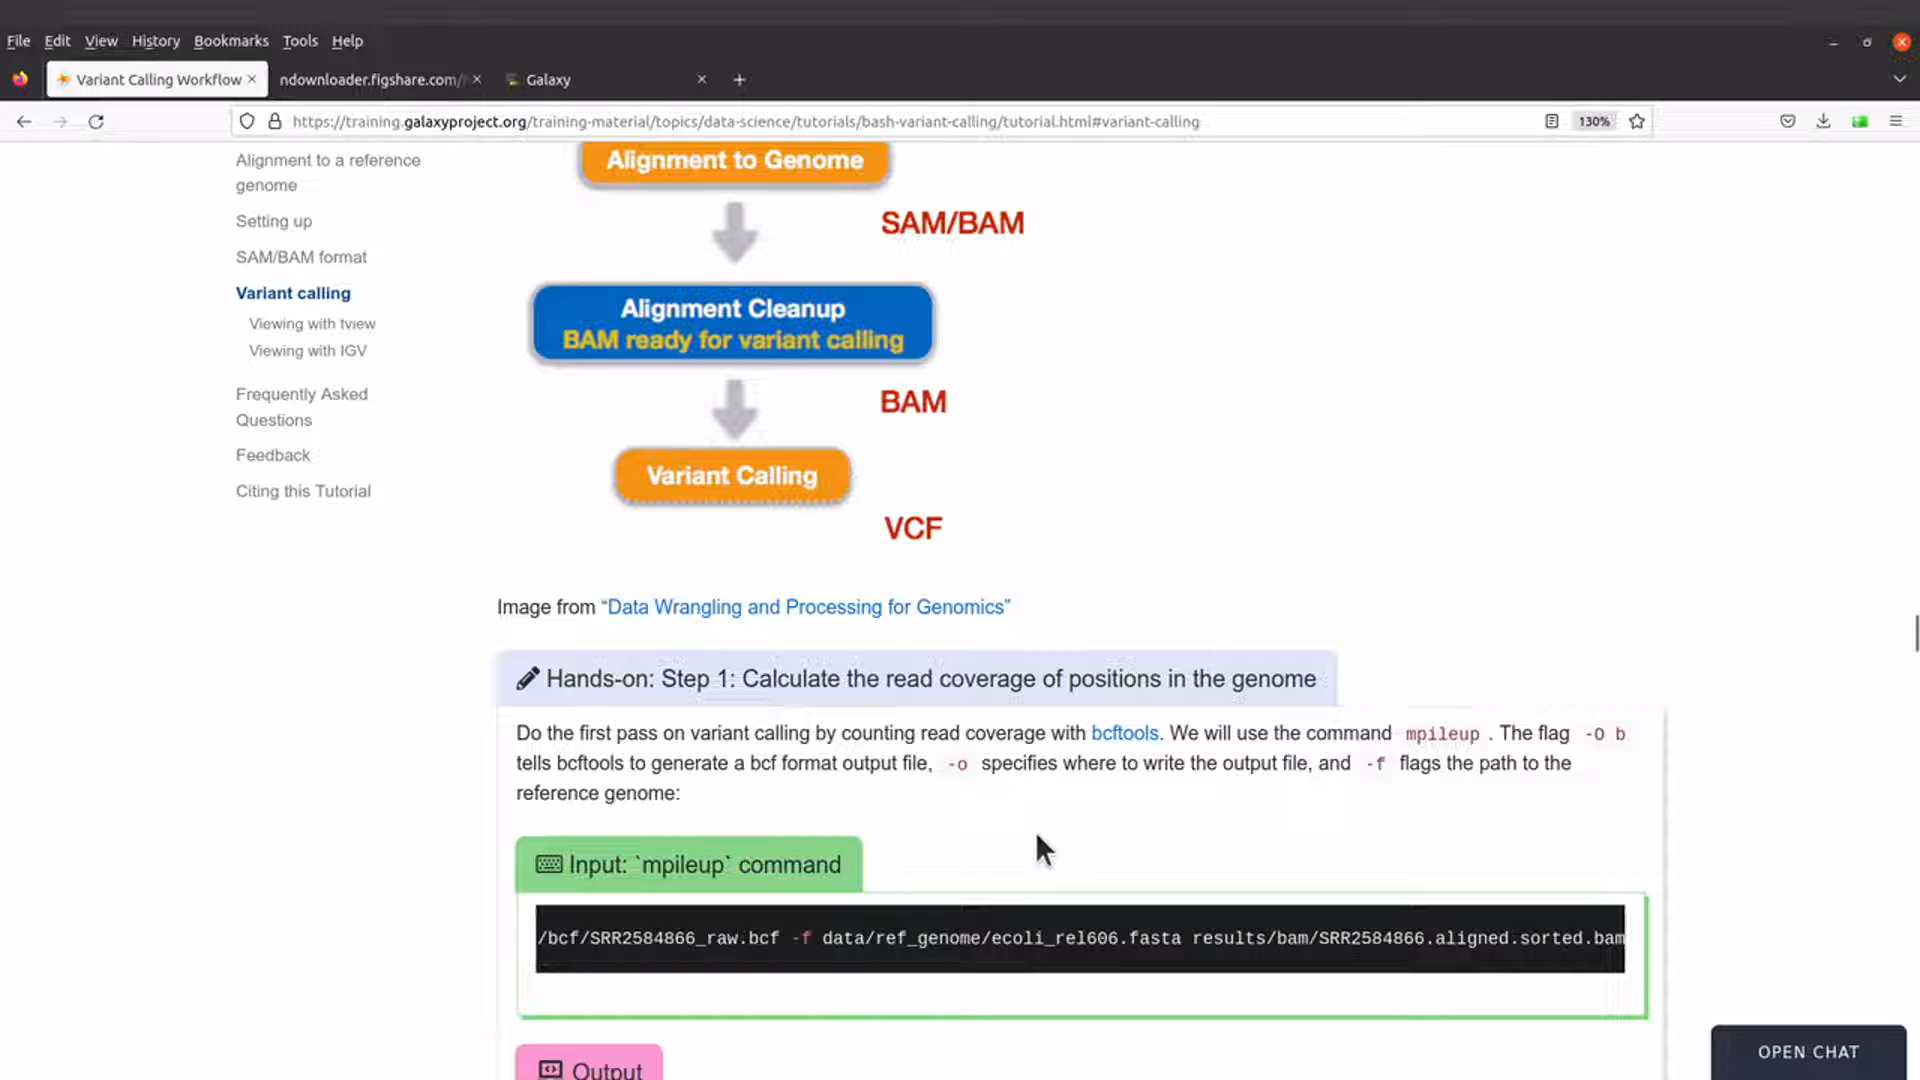 File Edit View History Bookmarks Tools Help
Variant Calling Workflow
ndownloader.figshare.com/
Galaxy
https://training.galaxyproject.org/training-material/topics/data-science/tutorials/bash-variant-calling/tutorial.html#variant-calling
130%
Alignment to a reference
genome
Setting up
SAM/BAM format
Variant calling
Viewing with tview
Viewing with IGV
Frequently Asked
Questions
Feedback
Citing this Tutorial
Alignment to Genome
SAM/BAM
Alignment Cleanup
BAM ready for variant calling
BAM
Variant Calling
VCF
Image from “Data Wrangling and Processing for Genomics”
Hands-on: Step 1: Calculate the read coverage of positions in the genome
Do the first pass on variant calling by counting read coverage with bcftools. We will use the command mpileup . The flag -O b
tells bcftools to generate a bcf format output file, -o specifies where to write the output file, and -f flags the path to the
reference genome:
Input: `mpileup` command
/bcf/SRR2584866_raw.bcf -f data/ref_genome/ecoli_rel606.fasta results/bam/SRR2584866.aligned.sorted.bam
Output
OPEN CHAT